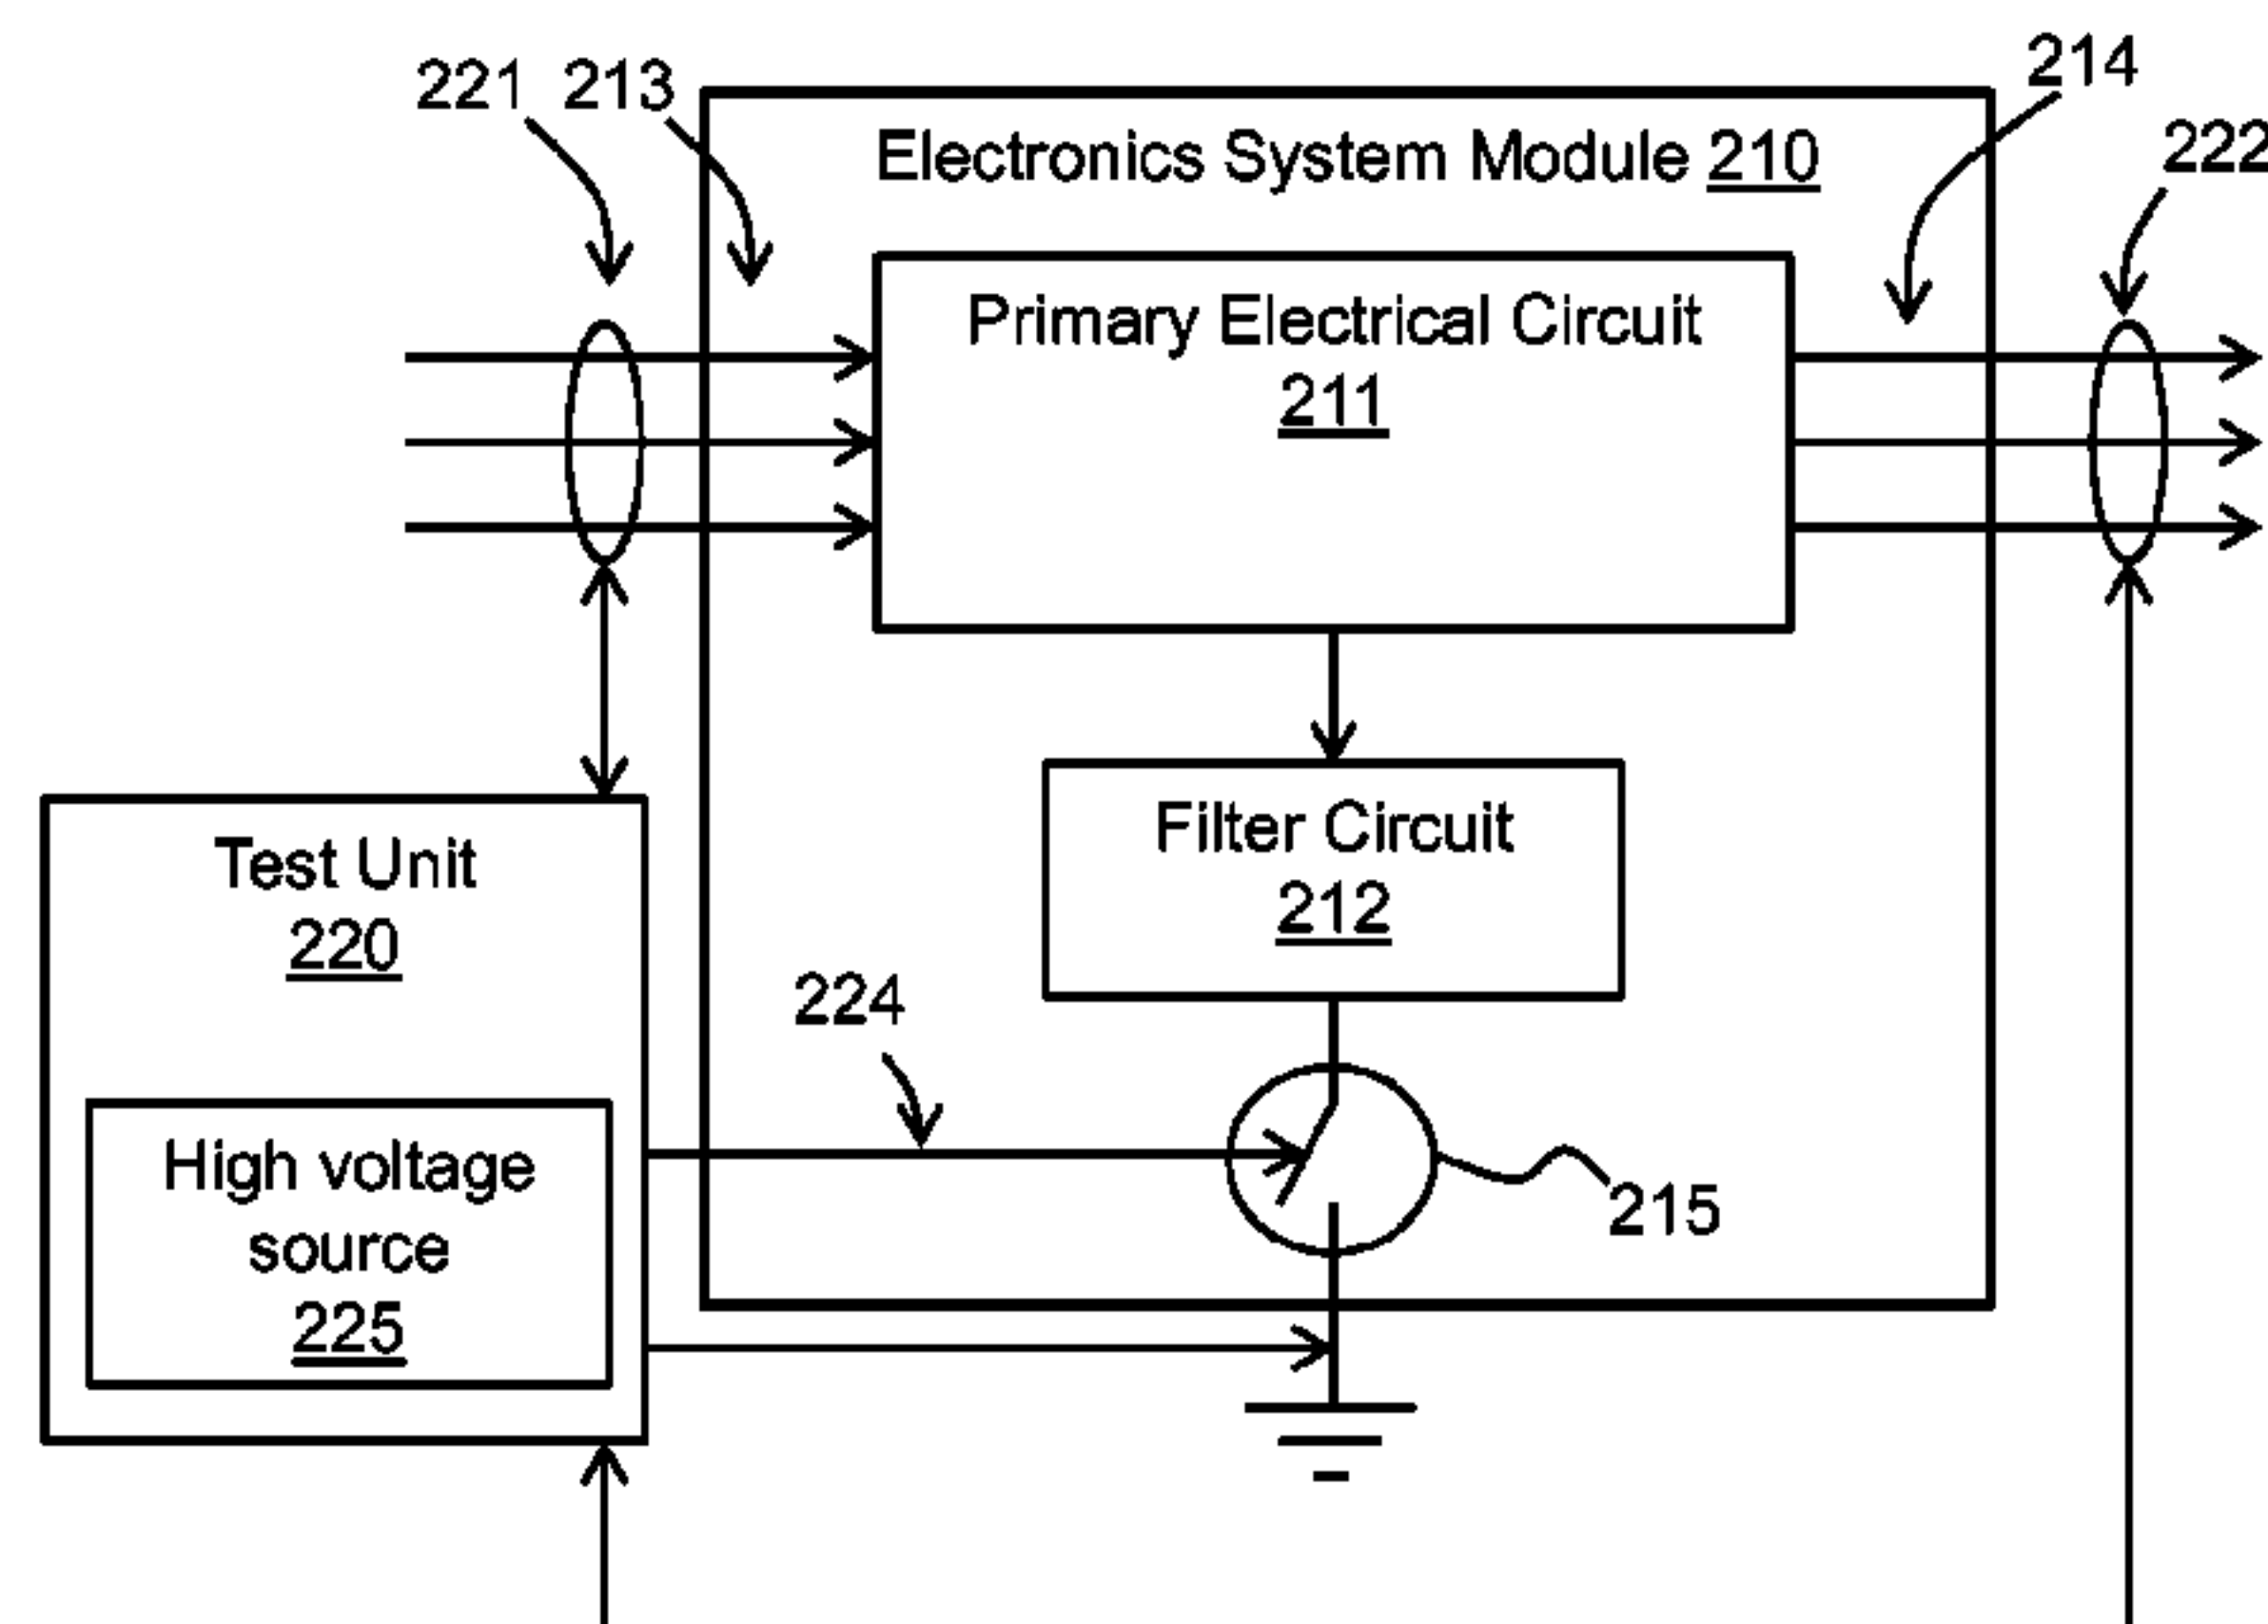 221
213
214
222
Electronics System Module 210
Primary Electrical Circuit
211
Filter Circuit
212
Test Unit
220
224
High voltage
source
225
215